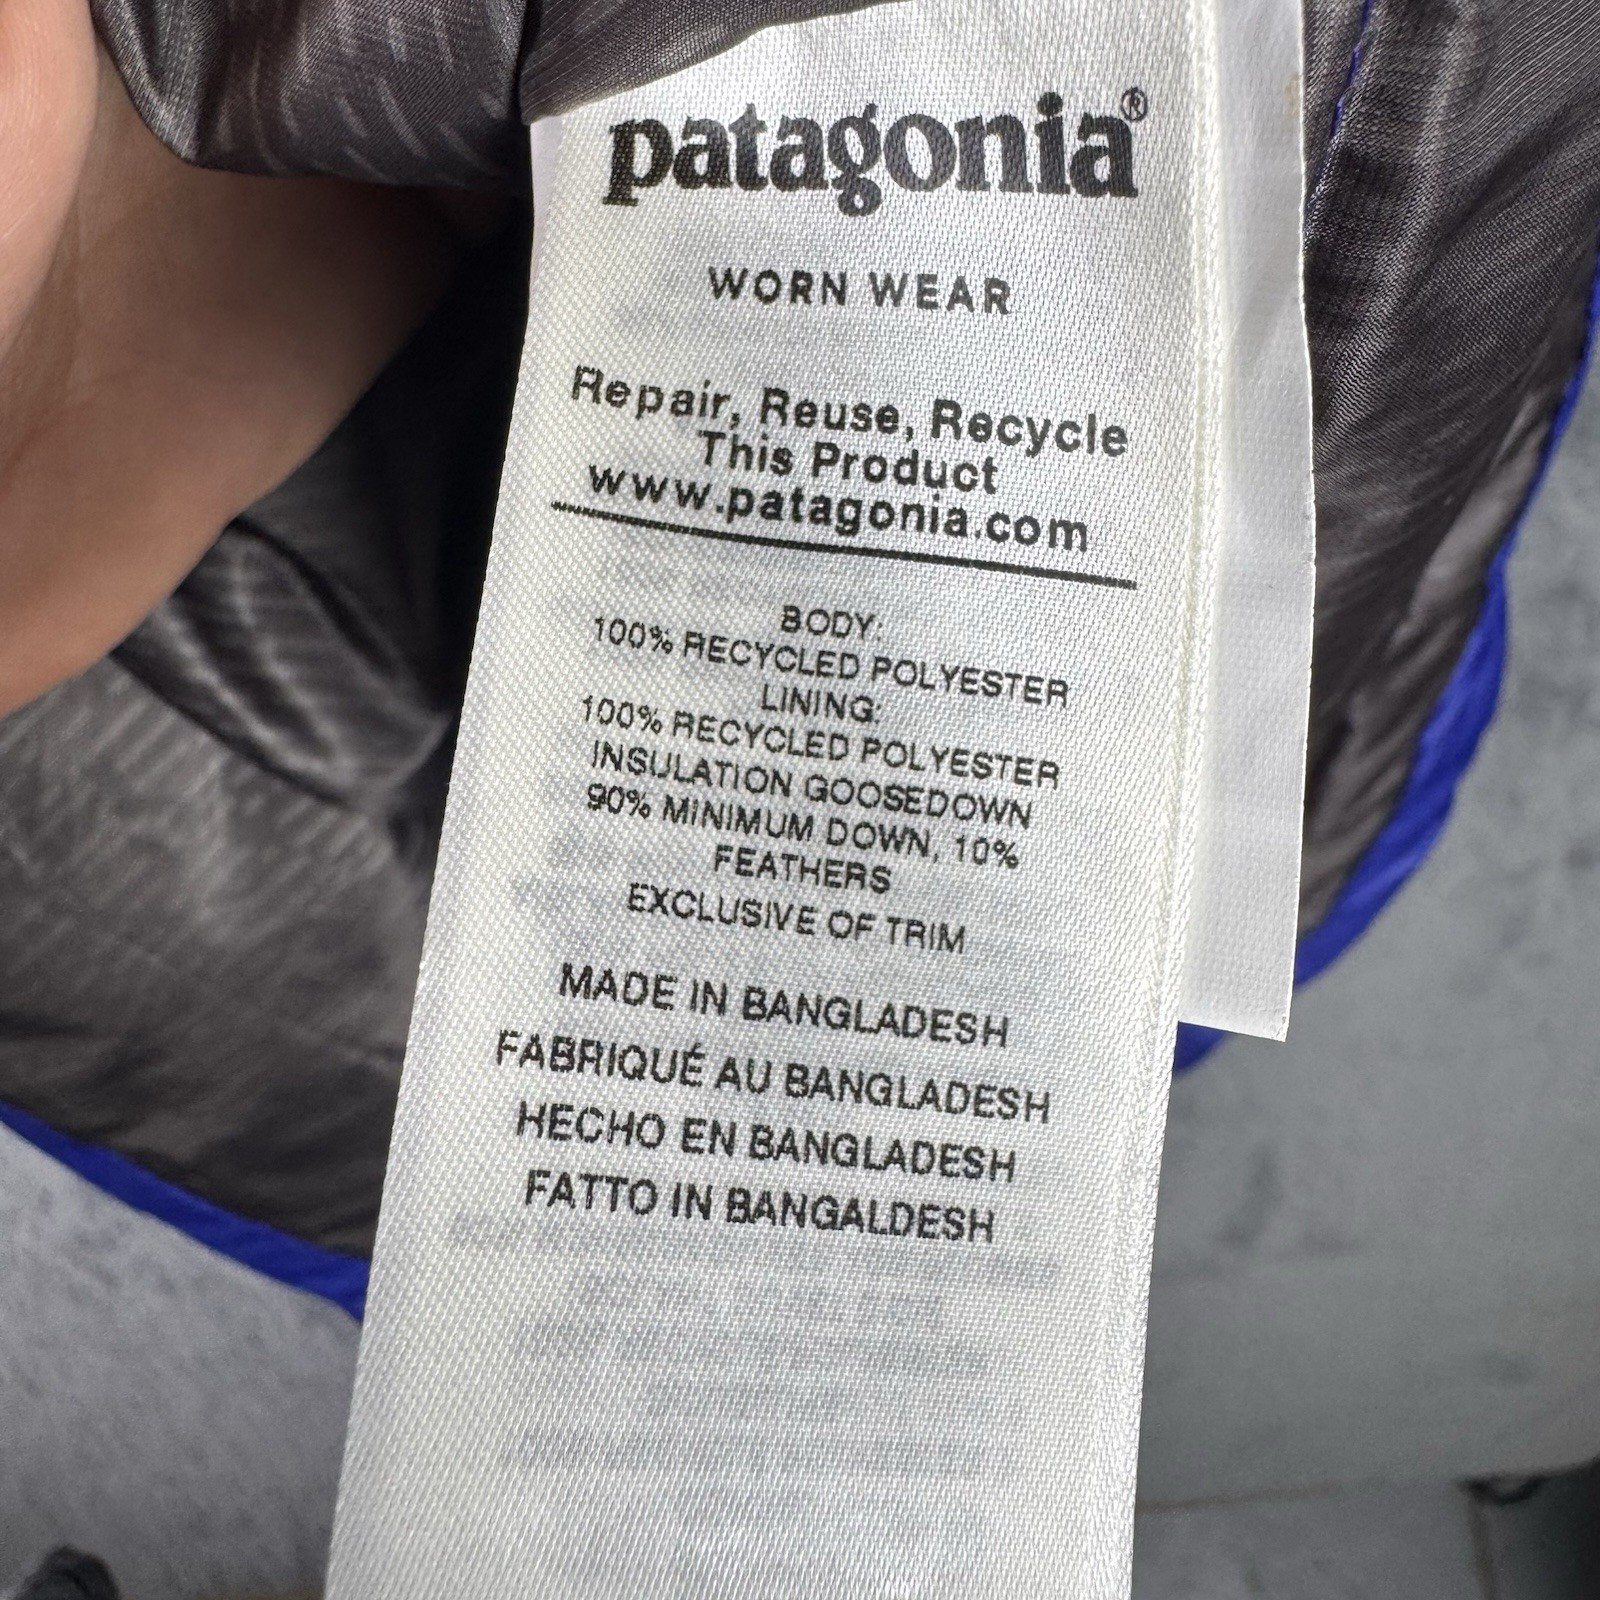 patagonia®
WORN WEAR
Repair, Reuse, Recycle
This Product
www.patagonia.com
BODY:
100% RECYCLED POLYESTER
LINING:
100% RECYCLED POLYESTER
INSULATION GOOSEDOWN
90% MINIMUM DOWN, 10%
FEATHERS
EXCLUSIVE OF TRIM
MADE IN BANGLADESH
FABRIQUÉ AU BANGLADESH
HECHO EN BANGLADESH
FATTO IN BANGALDESH